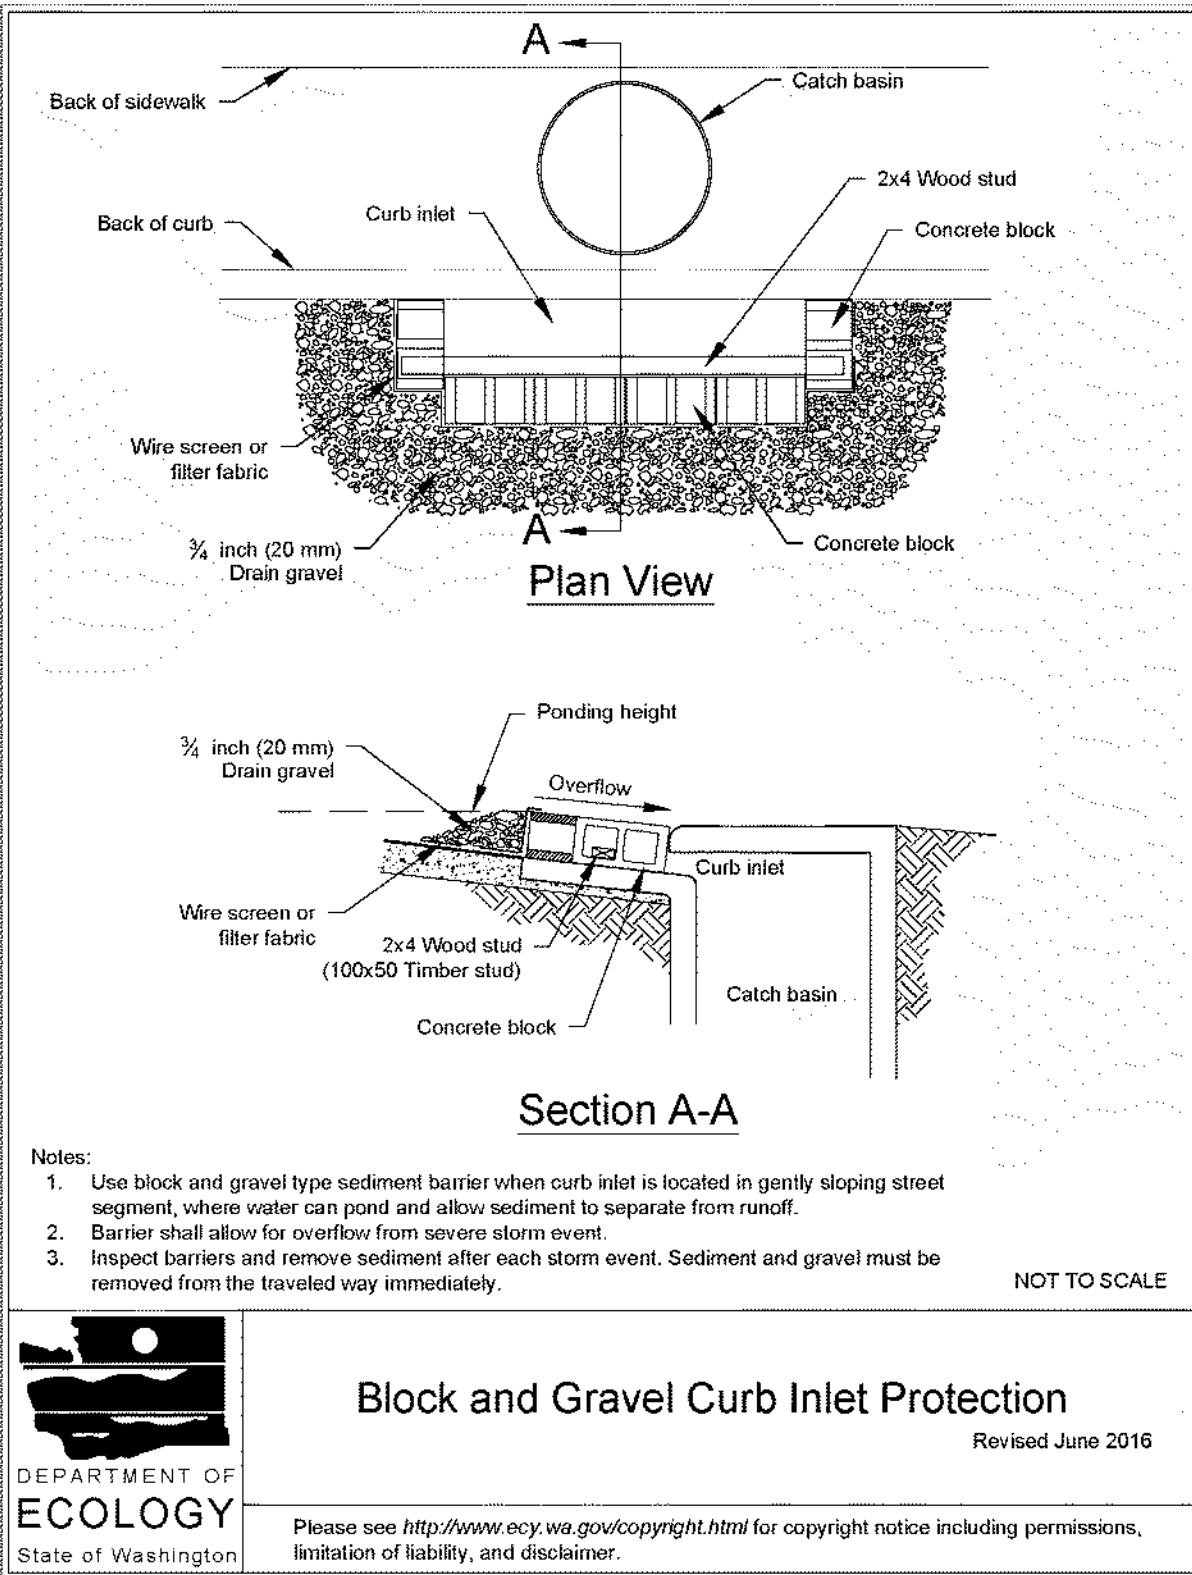 A
Back of sidewalk
Catch basin
2x4 Wood stud
Curb inlet
Back of curb
Concrete block
Wire screen or
filter fabric
A
¾ inch (20 mm)
Drain gravel
Concrete block
Plan View
Ponding height
¾ inch (20 mm)
Drain gravel
Overflow
Curb inlet
Wire screen or
filter fabric
2x4 Wood stud
(100x50 Timber stud)
Catch basin
Concrete block
Section A-A
Notes:
1. Use block and gravel type sediment barrier when curb inlet is located in gently sloping street
segment, where water can pond and allow sediment to separate from runoff.
2. Barrier shall allow for overflow from severe storm event.
3. Inspect barriers and remove sediment after each storm event. Sediment and gravel must be
removed from the traveled way immediately.
NOT TO SCALE
Block and Gravel Curb Inlet Protection
Revised June 2016
DEPARTMENT OF
ECOLOGY
State of Washington
Please see http://www.ecy.wa.gov/copyright.html for copyright notice including permissions,
limitation of liability, and disclaimer.